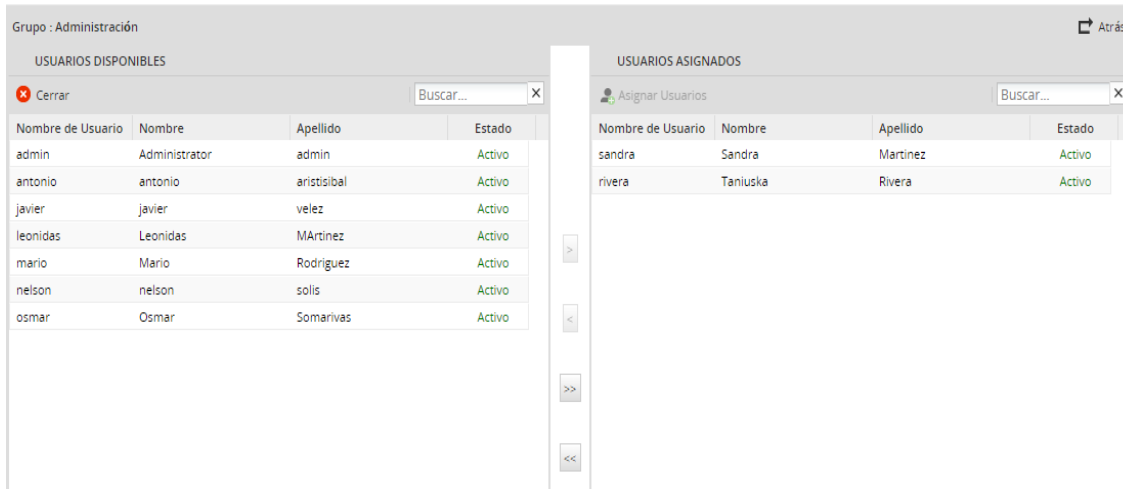 Grupo : Administración Atrás
USUARIOS DISPONIBLES USUARIOS ASIGNADOS
Cerrar Buscar... X Asignar Usuarios Buscar... X
Nombre de Usuario Nombre Apellido Estado Nombre de Usuario Nombre Apellido Estado
admin Administrator admin Activo sandra Sandra Martinez Activo
antonio antonio aristisibal Activo rivera Taniuska Rivera Activo
javier javier velez Activo
leonidas Leonidas MArtinez Activo
mario Mario Rodriguez Activo
>
nelson nelson solis Activo
osmar Osmar Somarivas Activo
<
>>
<<